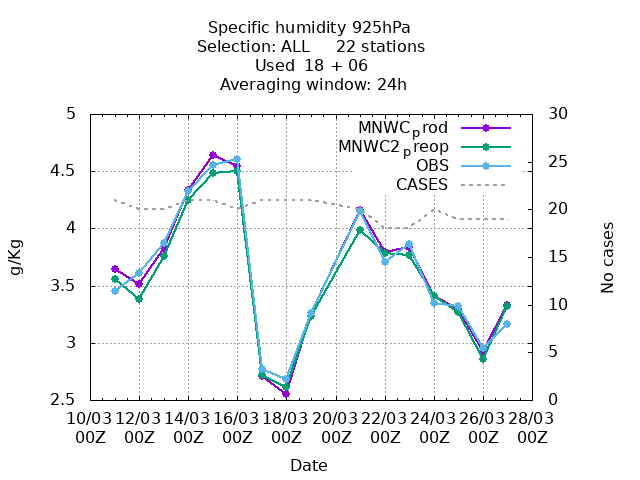 Specific humidity 925hPa
Selection: ALL 22 stations
Used 18 + 06
Averaging window: 24h
MNWCprod
MNWC2preop
OBS
CASES
g/Kg
5
4.5
4
3.5
3
2.5
No cases
30
25
20
15
10
5
0
10/03 12/03 14/03 16/03 18/03 20/03 22/03 24/03 26/03 28/03
00Z 00Z 00Z 00Z 00Z 00Z 00Z 00Z 00Z 00Z
Date